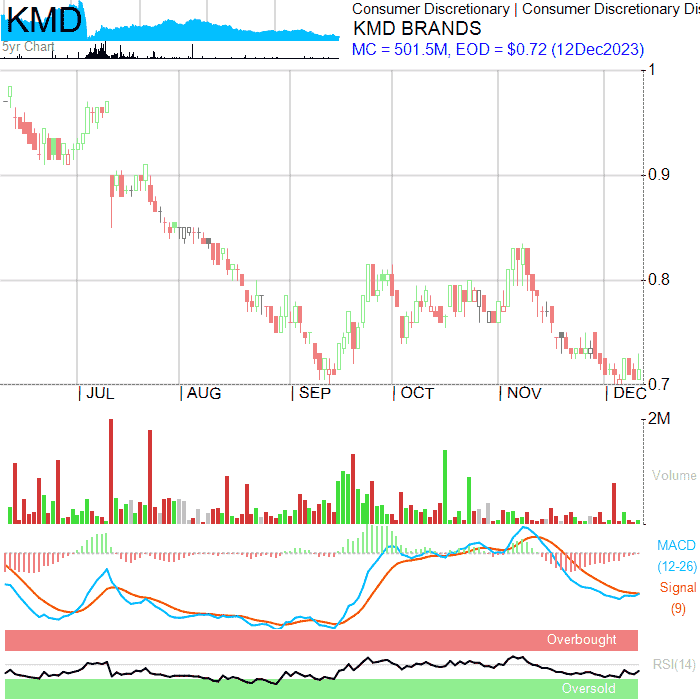 KMD
5yr Chart
Consumer Discretionary | Consumer Discretionary Dis
KMD BRANDS
MC = 501.5M, EOD = $0.72 (12Dec2023)
1
0.9
0.8
0.7
JUL AUG SEP OCT NOV DEC
2M
Volume
MACD
(12-26)
Signal
(9)
Overbought
RSI(14)
Oversold